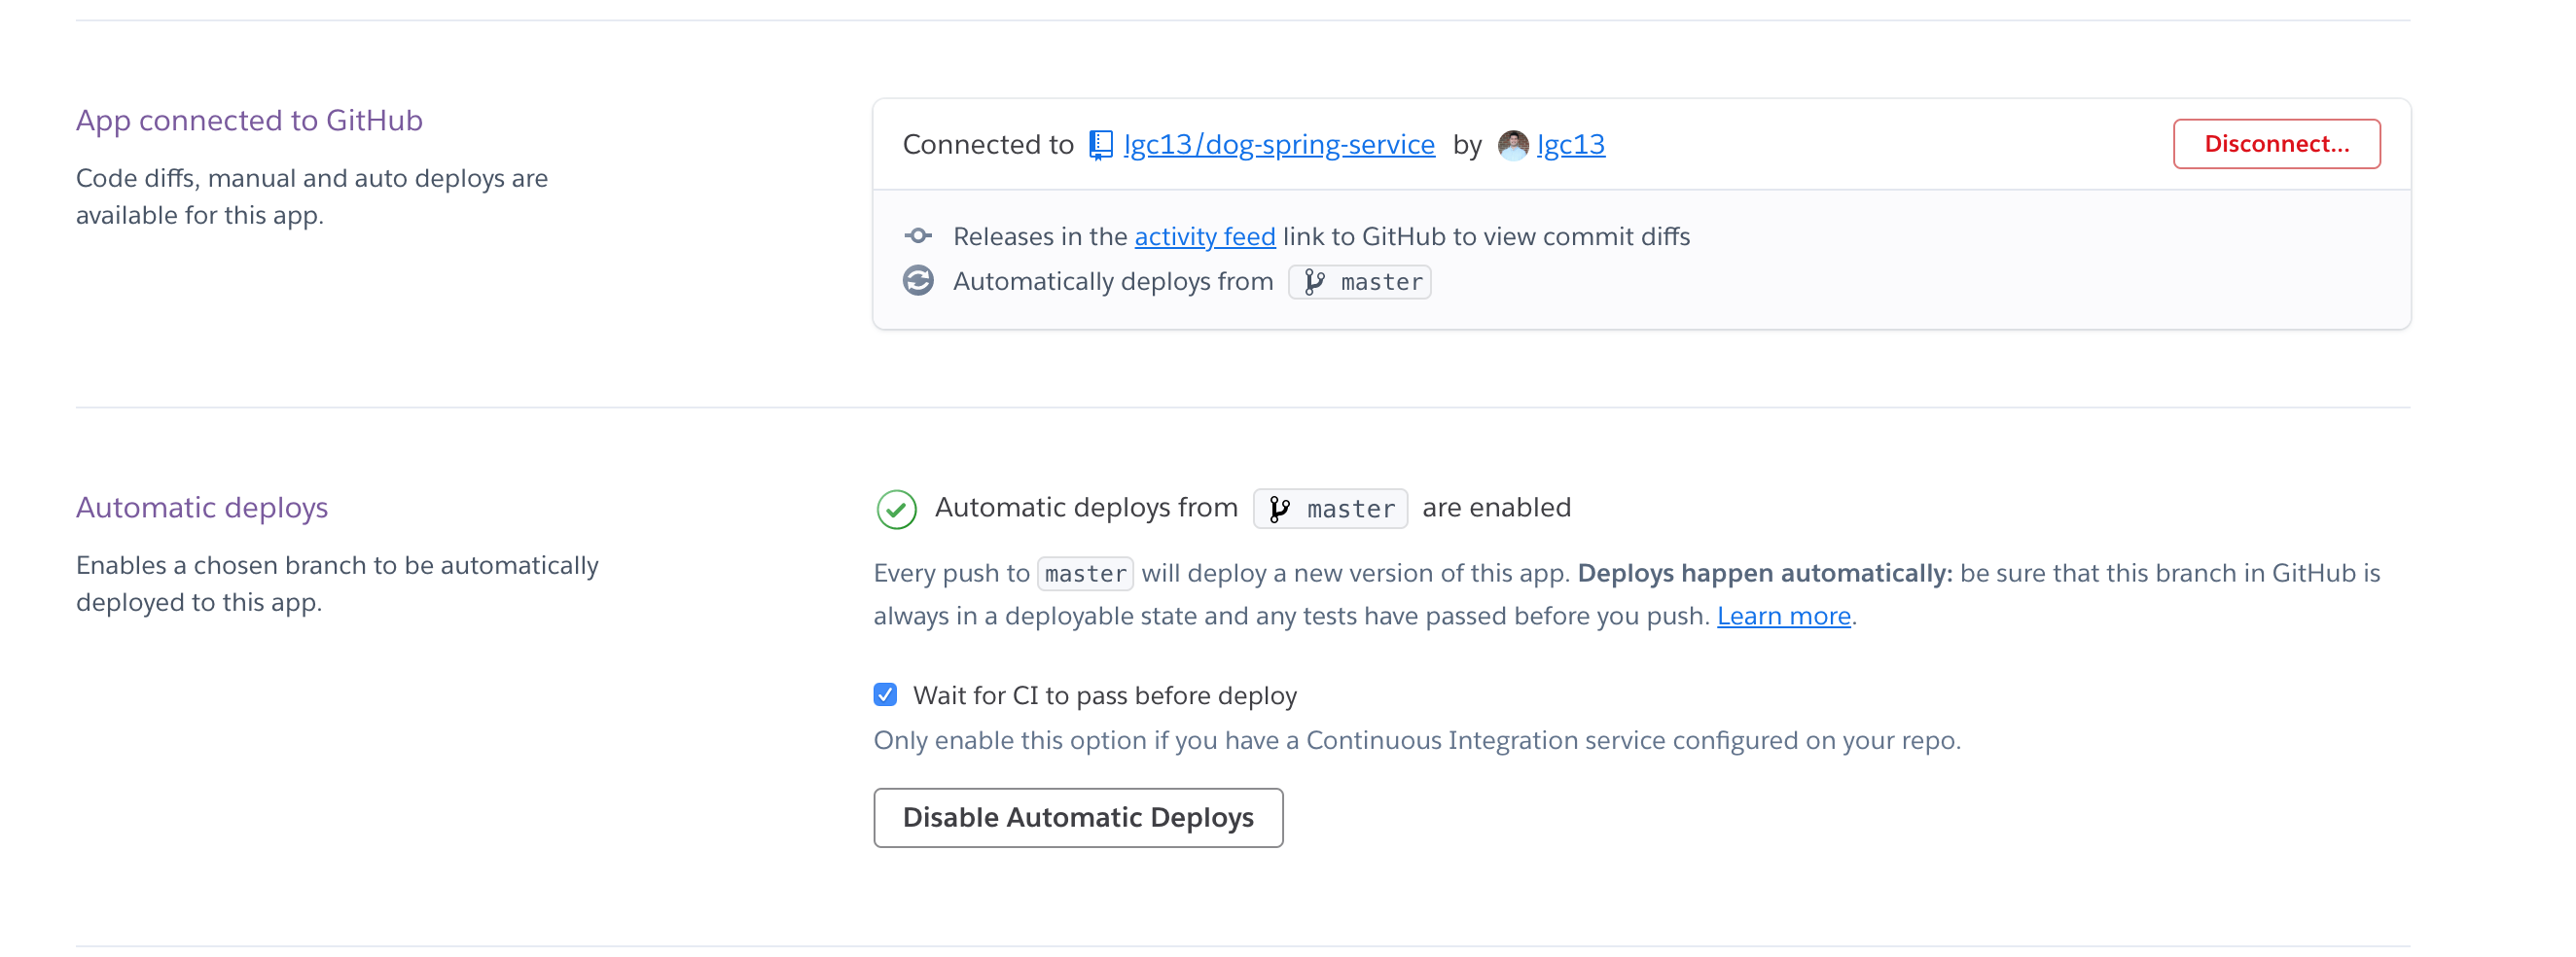 App connected to GitHub
Code diffs, manual and auto deploys are
available for this app.
Connected to lgc13/dog-spring-service by lgc13
Disconnect...
Releases in the activity feed link to GitHub to view commit diffs
Automatically deploys from master
Automatic deploys
Enables a chosen branch to be automatically
deployed to this app.
Automatic deploys from master are enabled
Every push to master will deploy a new version of this app. Deploys happen automatically: be sure that this branch in GitHub is
always in a deployable state and any tests have passed before you push. Learn more.
Wait for CI to pass before deploy
Only enable this option if you have a Continuous Integration service configured on your repo.
Disable Automatic Deploys